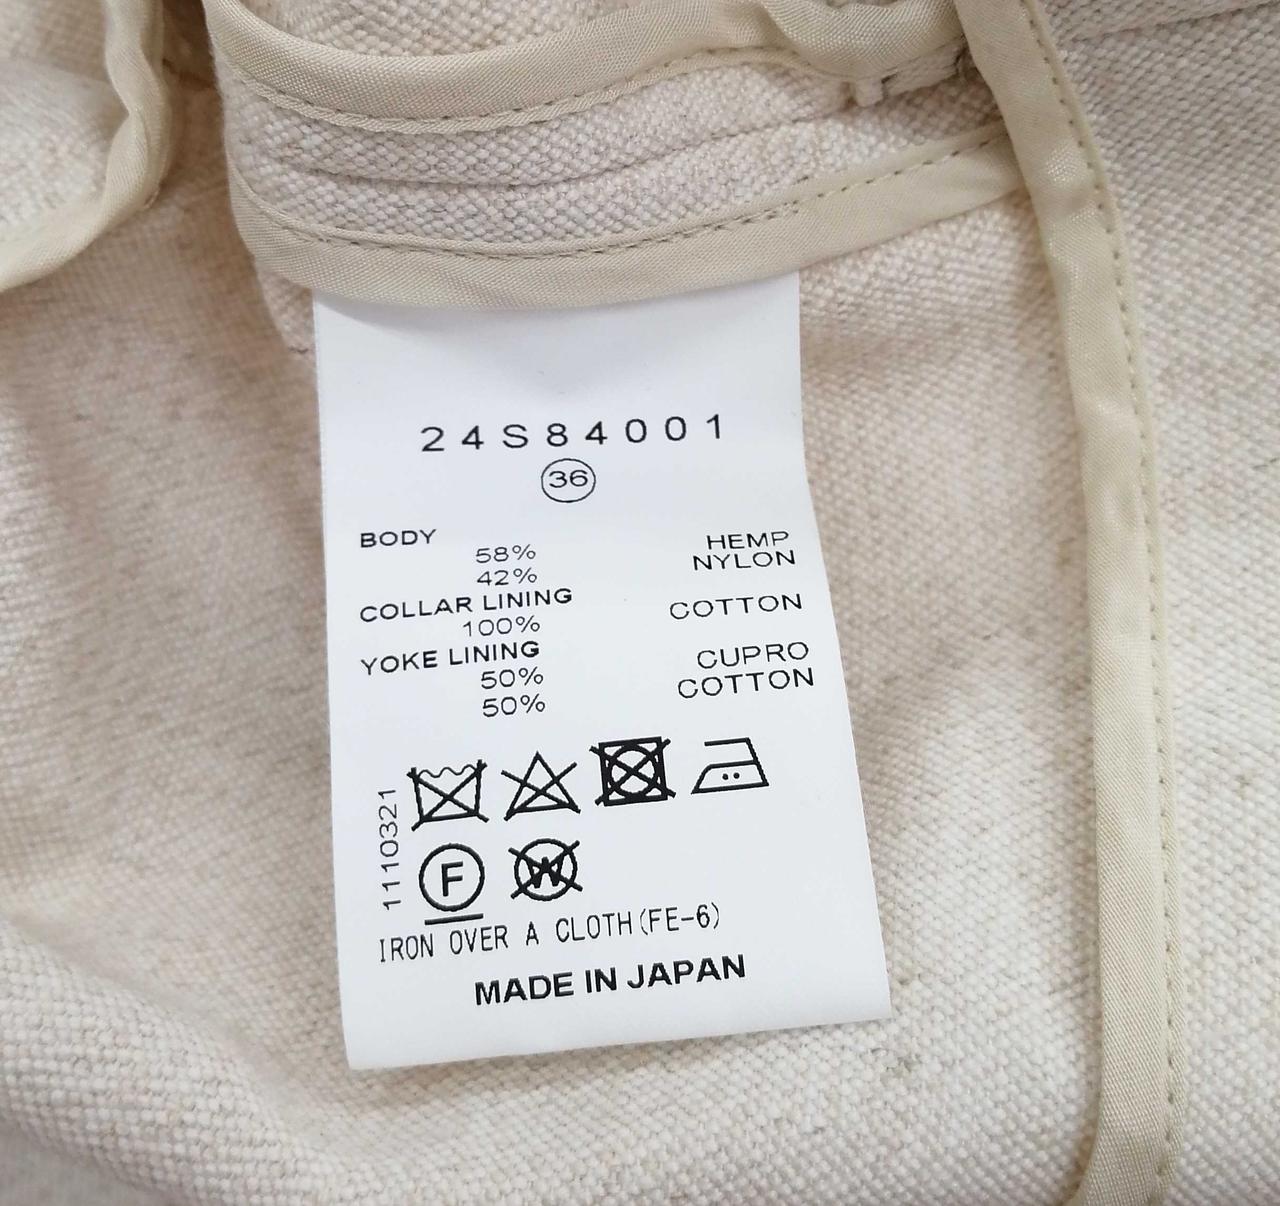 24S84001
36
BODY
58% HEMP
42% NYLON
COLLAR LINING
100% COTTON
YOKE LINING
50% CUPRO
50% COTTON
1110321
F
W
IRON OVER A CLOTH(FE-6)
MADE IN JAPAN